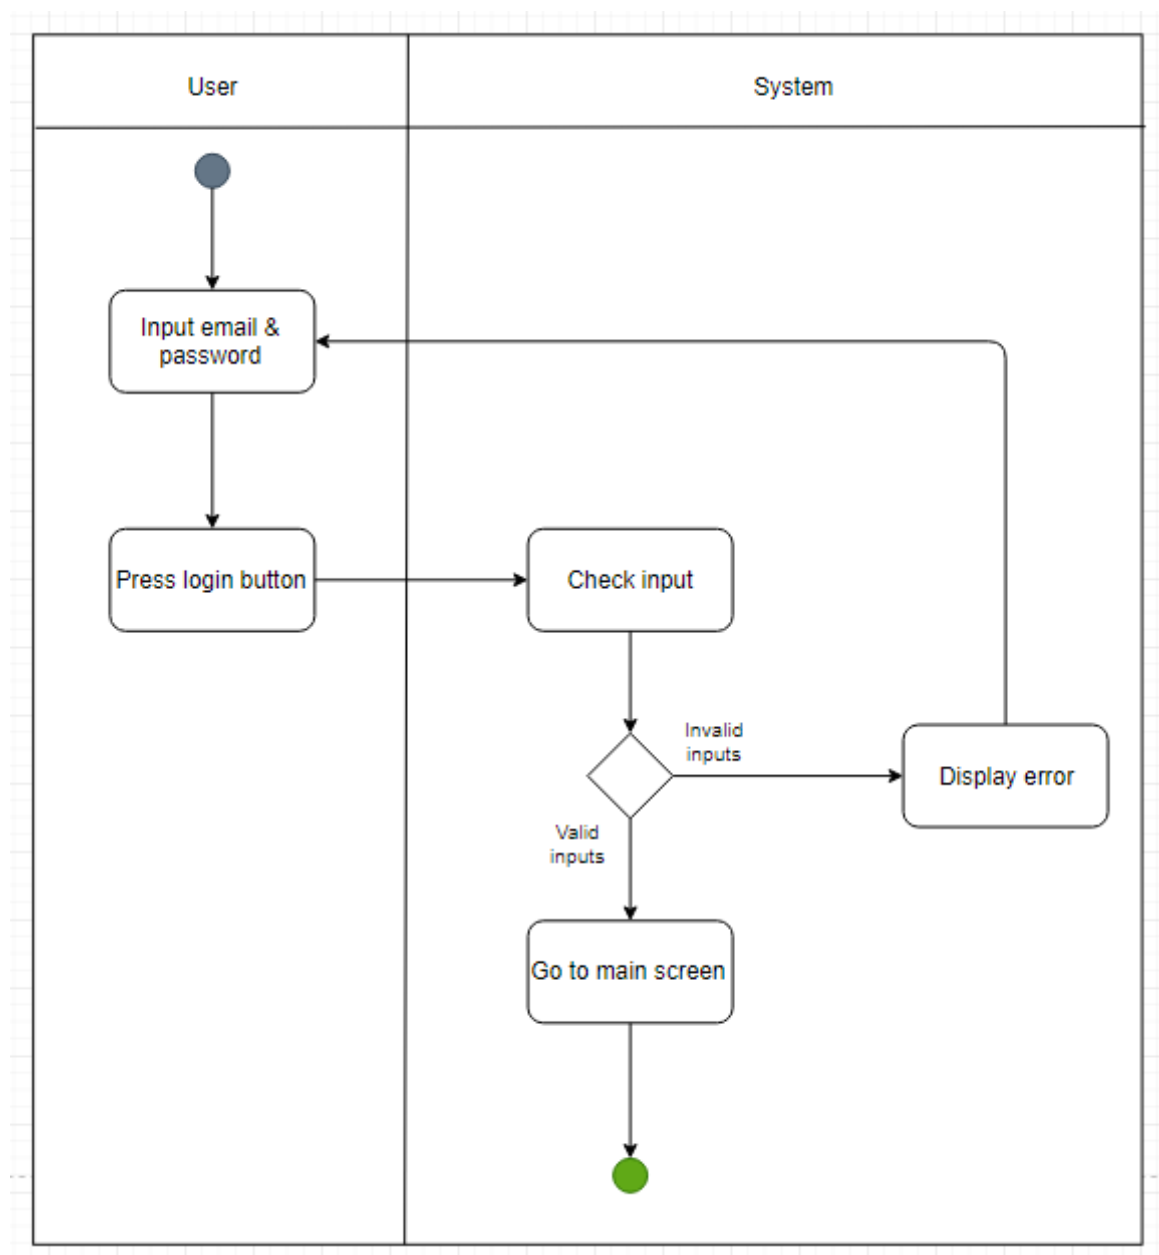 User
System
Input email &
password
Press login button
Check input
Invalid
inputs
Display error
Valid
inputs
Go to main screen